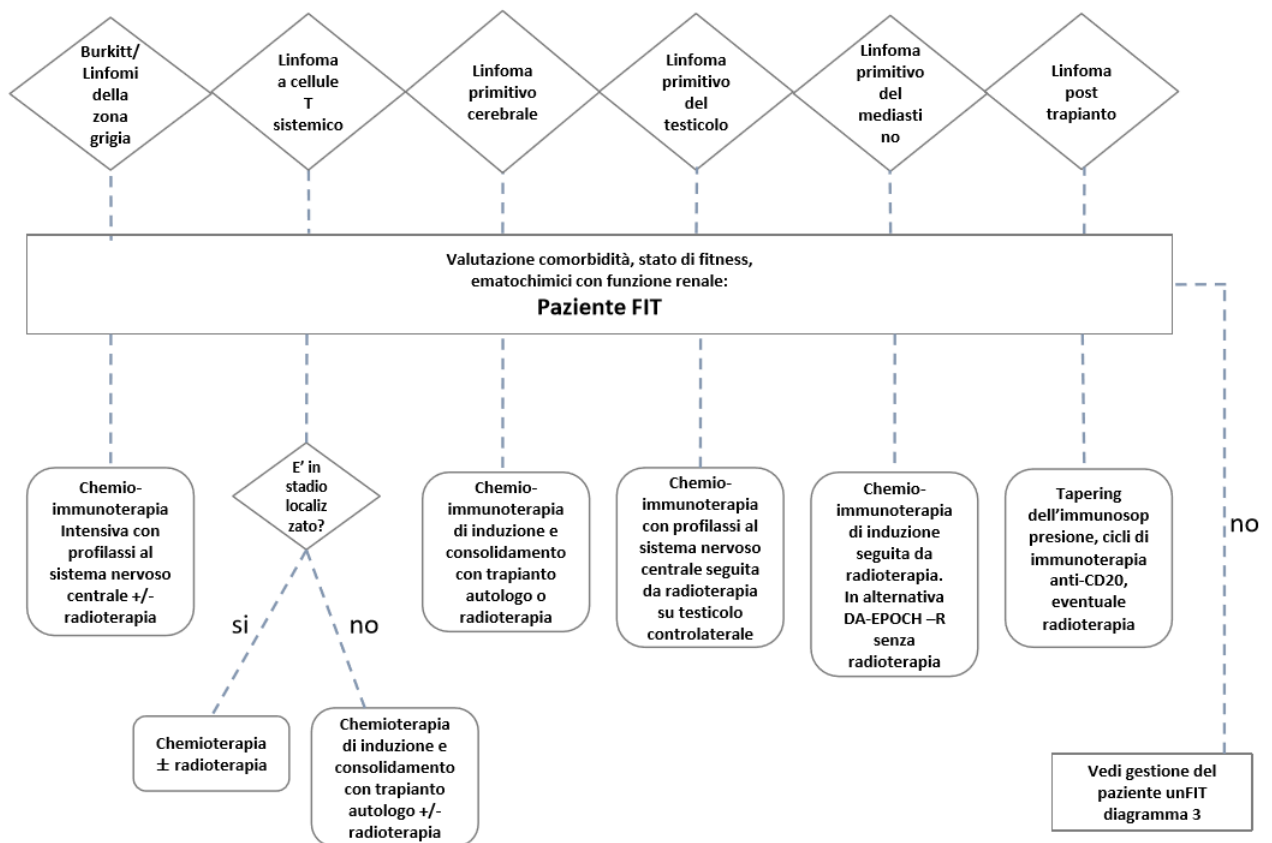 Burkitt/
Linfomi
della
zona
grigia
Linfoma
a cellule
T
sistemico
Linfoma
primitivo
cerebrale
Linfoma
primitivo
del
testicolo
Linfoma
primitivo
del
mediasti
no
Linfoma
post
trapianto
Valutazione comorbidità, stato di fitness,
ematochimici con funzione renale:
Paziente FIT
Chemio-
immunoterapia
Intensiva con
profilassi al
sistema nervoso
centrale +/-
radioterapia
E' in
stadio
localiz
zato?
Chemio-
immunoterapia
di induzione e
consolidamento
con trapianto
autologo o
radioterapia
Chemio-
immunoterapia
con profilassi al
sistema nervoso
centrale seguita
da radioterapia
su testicolo
controlaterale
Chemio-
immunoterapia
di induzione
seguita da
radioterapia.
In alternativa
DA-EPOCH –R
senza
radioterapia
Tapering
dell'immunosop
presione, cicli di
immunoterapia
anti-CD20,
eventuale
radioterapia
no
si
no
Chemioterapia
± radioterapia
Chemioterapia
di induzione e
consolidamento
con trapianto
autologo +/-
radioterapia
Vedi gestione del
paziente unFIT
diagramma 3